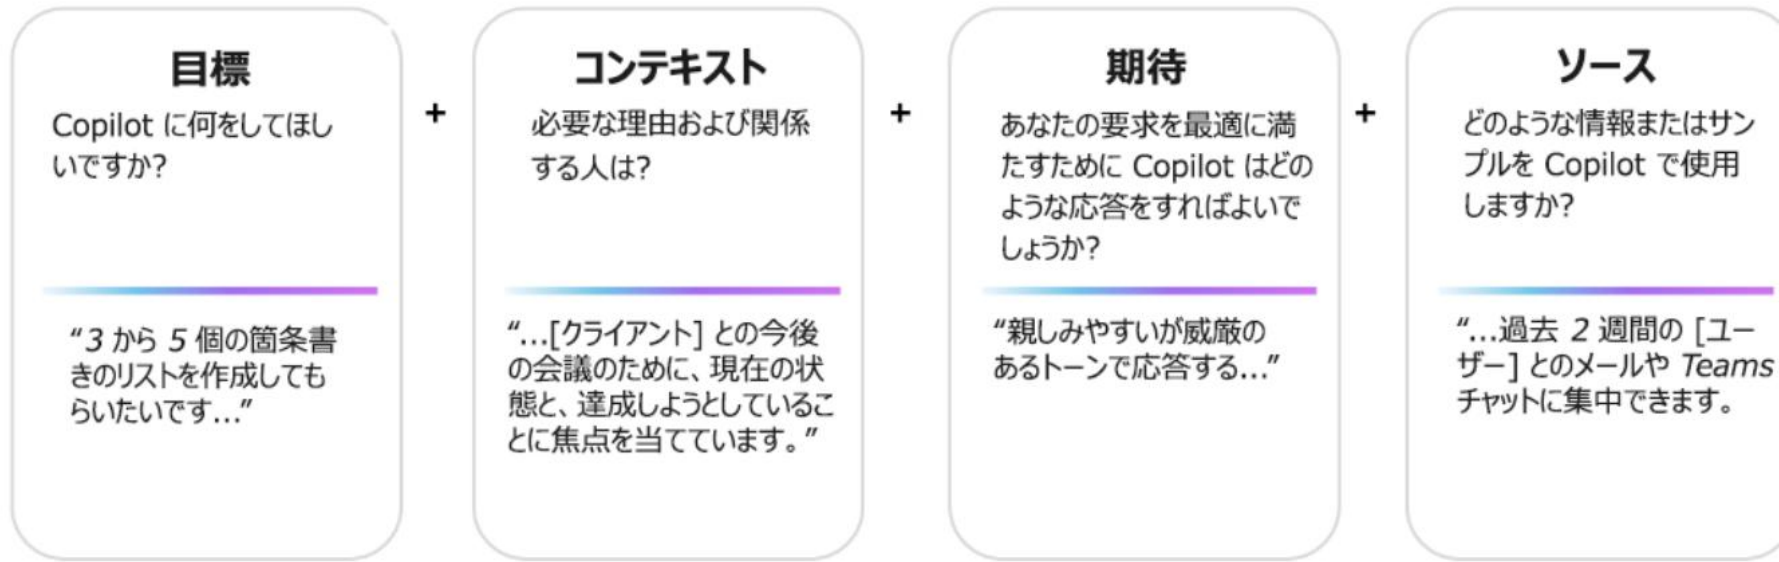 目標
Copilot に何をしてほし
いですか?
“3 から 5 個の箇条書
きのリストを作成しても
らいたいです...”
+
コンテキスト
必要な理由および関係
する人は?
“...[クライアント] との今後
の会議のために、現在の状
態と、達成しようとしているこ
とに焦点を当てています。”
+
期待
あなたの要求を最適に満
たすために Copilot はどの
ような応答をすればよいで
しょうか?
“親しみやすいが威厳の
あるトーンで応答する...”
+
ソース
どのような情報またはサン
プルを Copilot で使用
しますか?
“...過去 2 週間の [ユー
ザー] とのメールや Teams
チャットに集中できます。